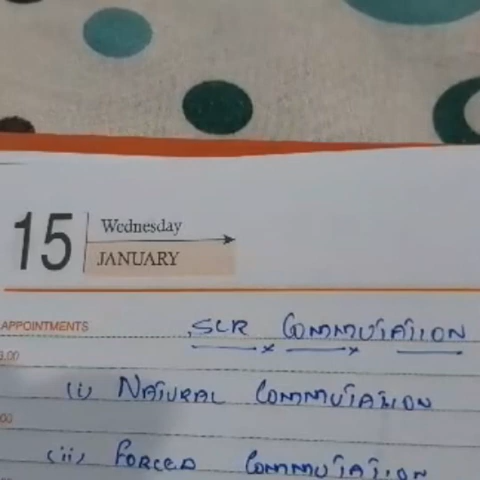 15
Wednesday
JANUARY
APPOINTMENTS
SCR COMMUTATION
(i) NATURAL COMMUTATION
(ii) FORCED COMMUTATION